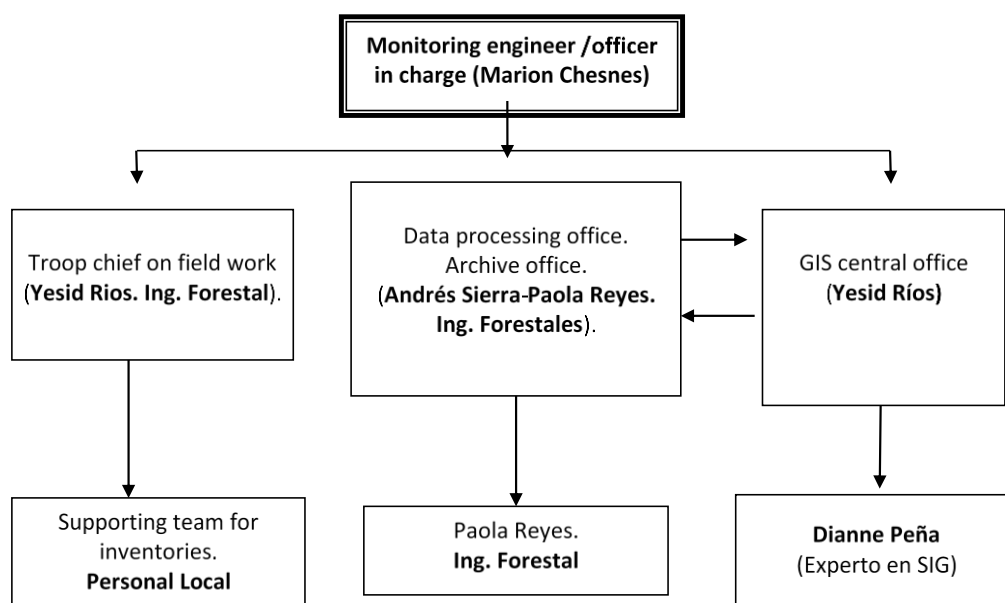 Monitoring engineer /officer
in charge (Marion Chesnes)
Troop chief on field work
(Yesid Rios. Ing. Forestal).
Data processing office.
Archive office.
(Andrés Sierra-Paola Reyes.
Ing. Forestales).
GIS central office
(Yesid Ríos)
Supporting team for
inventories.
Personal Local
Paola Reyes.
Ing. Forestal
Dianne Peña
(Experto en SIG)